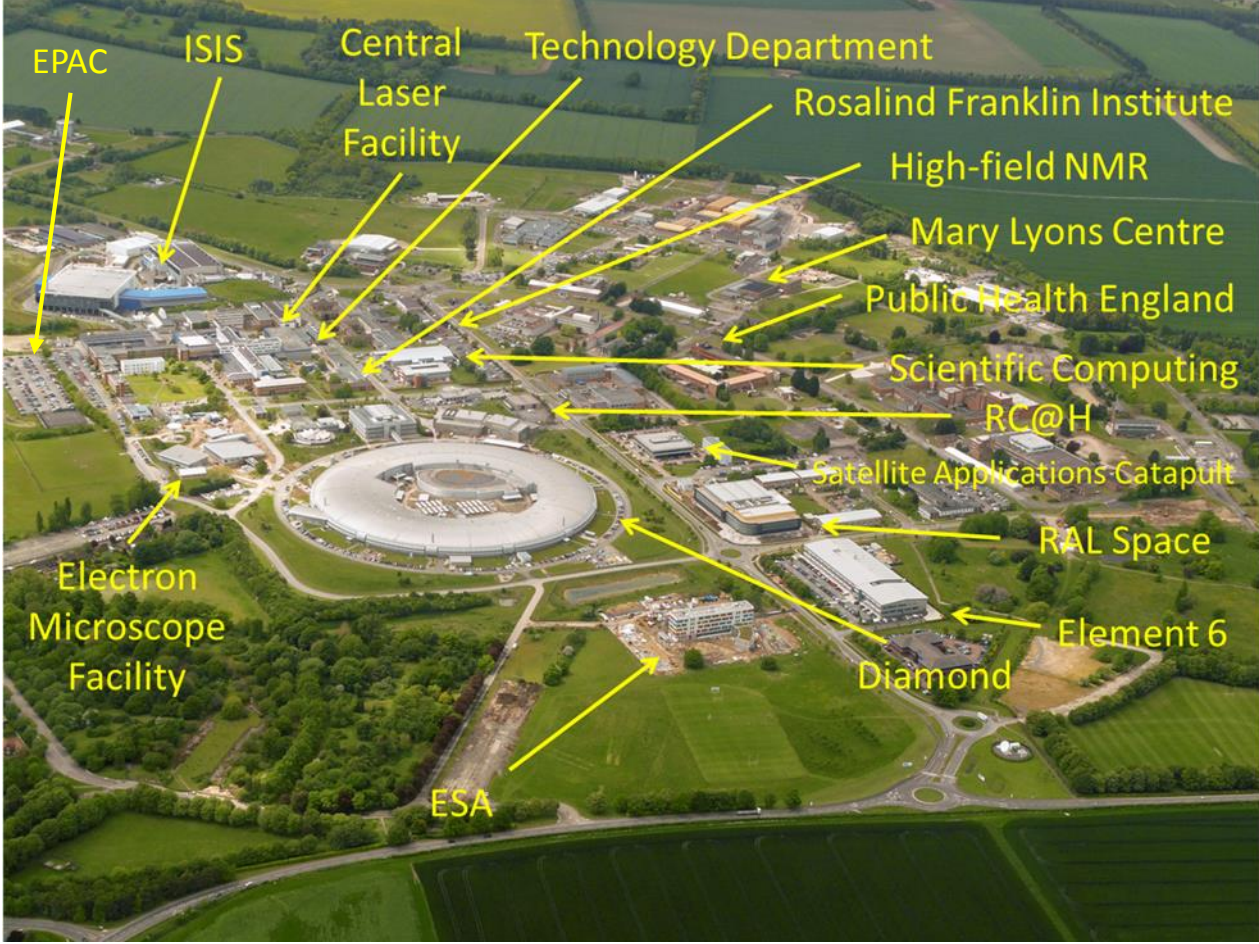 EPAC
ISIS
Central
Laser
Facility
Technology Department
Rosalind Franklin Institute
High-field NMR
Mary Lyons Centre
Public Health England
Scientific Computing
RC@H
Satellite Applications Catapult
RAL Space
Electron
Microscope
Facility
Element 6
Diamond
ESA